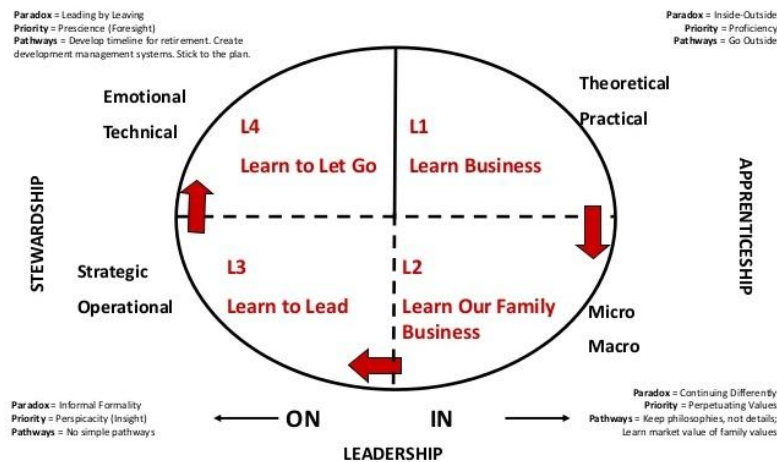 Paradox = Leading by Leaving
Priority = Prescience (Foresight)
Pathways = Develop timeline for retirement. Create
development management systems. Stick to the plan.
Paradox = Inside-Outside
Priority = Proficiency
Pathways = Go Outside
Emotional
Technical
L4
Learn to Let Go
L1
Learn Business
Theoretical
Practical
STEWARDSHIP
APPRENTICESHIP
Strategic
Operational
L3
Learn to Lead
L2
Learn Our Family
Business
Micro
Macro
Paradox = Informal Formality
Priority = Perspicacity (Insight)
Pathways = No simple pathways
ON
IN
LEADERSHIP
Paradox = Continuing Differently
Priority = Perpetuating Values
Pathways = Keep philosophies, not details;
Learn market value of family values